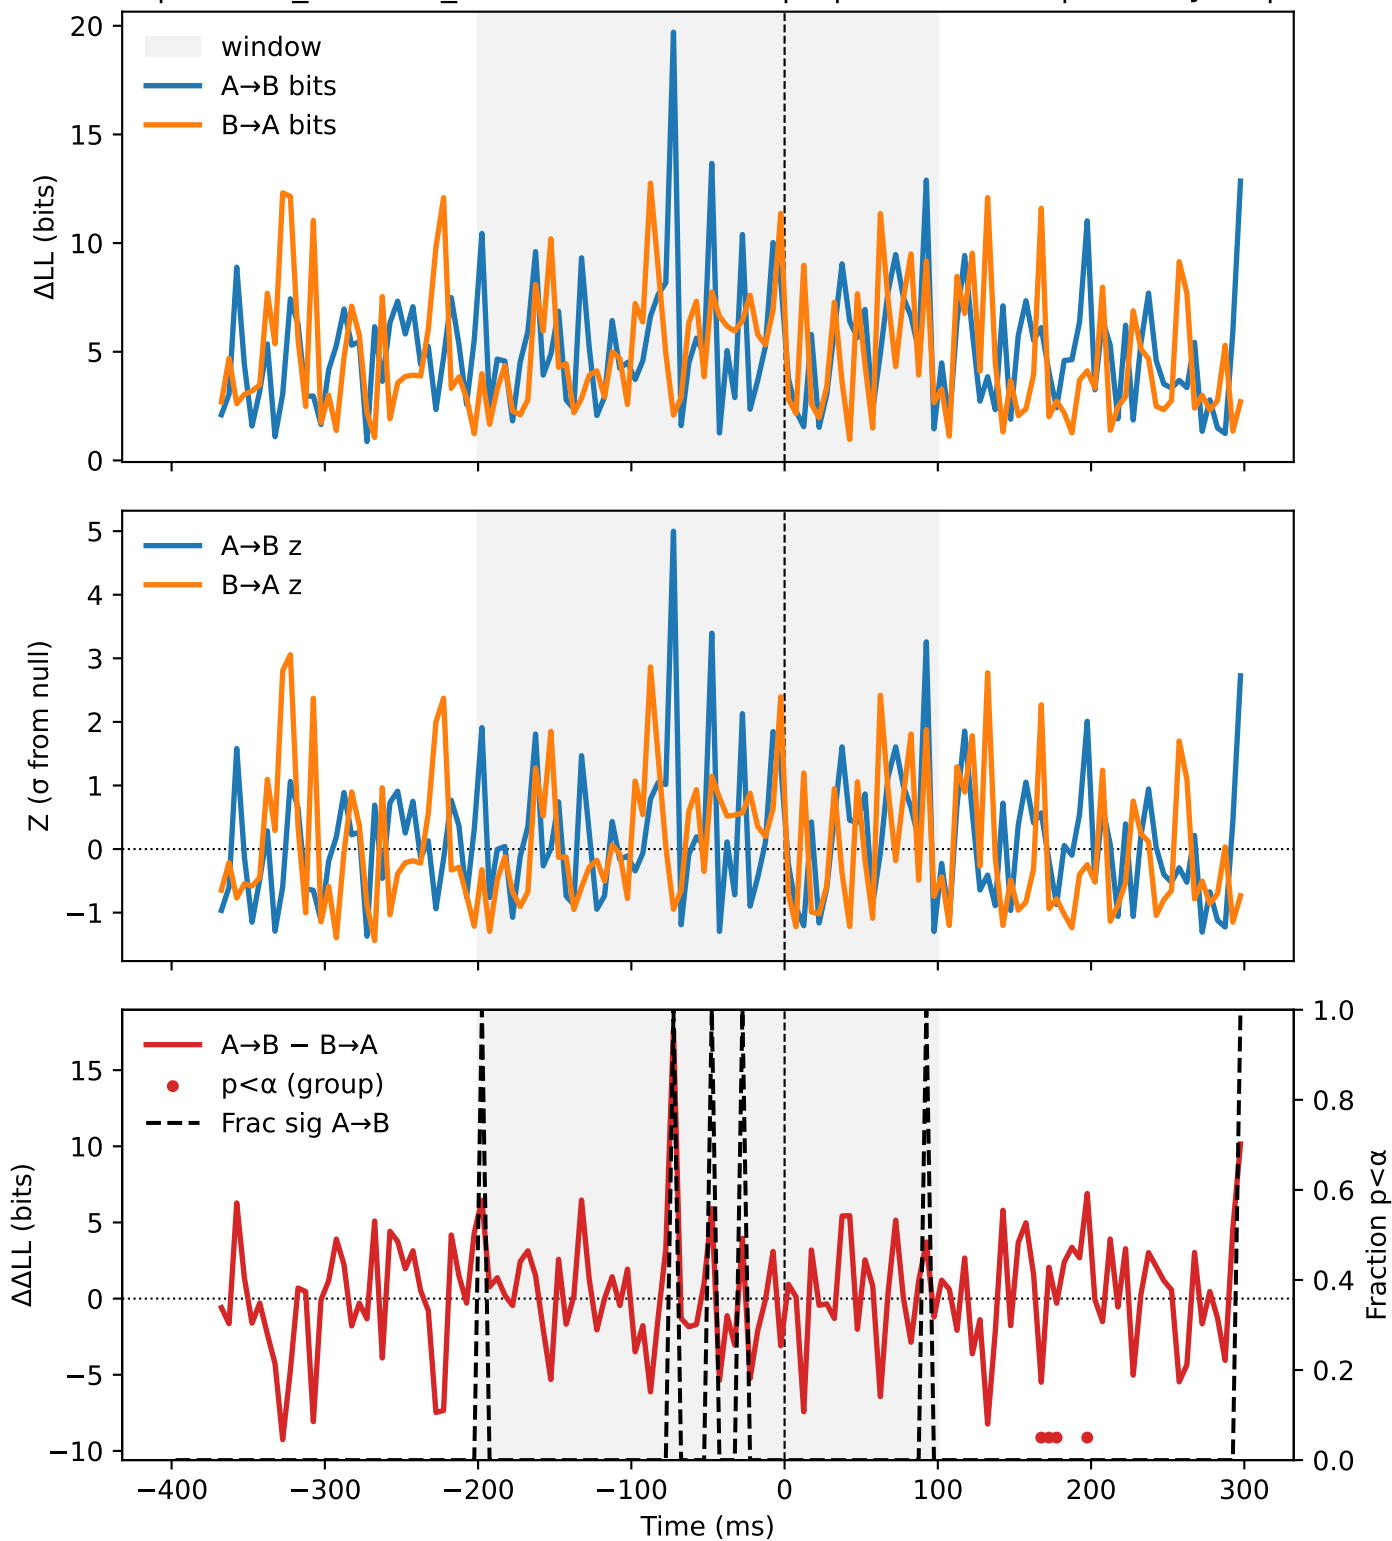 20
15
10
5
0
ΔLL (bits)
window
A→B bits
B→A bits
5
4
3
2
1
0
−1
Z (σ from null)
A→B z
B→A z
15
10
5
0
−5
−10
ΔΔLL (bits)
A→B − B→A
p<α (group)
Frac sig A→B
1.0
0.8
0.6
0.4
0.2
0.0
Fraction p<α
−400 −300 −200 −100 0 100 200 300
Time (ms)